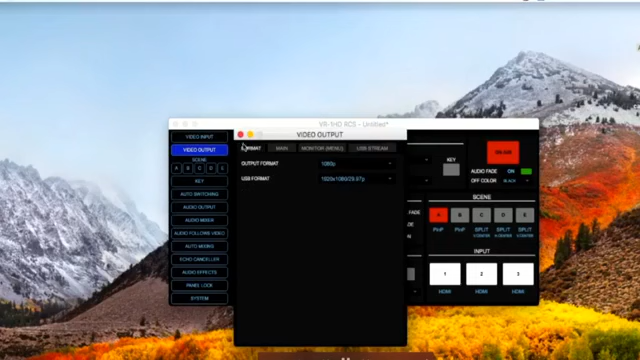 VR-1HD RCS - Untitled*
VIDEO INPUT
VIDEO OUTPUT
SCENE
A B C D E
KEY
AUTO SWITCHING
AUDIO OUTPUT
AUDIO MIXER
AUDIO FOLLOWS VIDEO
AUTO MIXING
ECHO CANCELLER
AUDIO EFFECTS
PANEL LOCK
SYSTEM
VIDEO OUTPUT
FORMAT MAIN MONITOR (MENU) USB STREAM
OUTPUT FORMAT 1080p
USB FORMAT 1920x1080/29.97p
KEY
AUDIO FADE ON
OFF COLOR BLACK
SCENE
A B C D E
PinP PinP SPLIT SPLIT SPLIT
V.CENTER H.CENTER V.CENTER
INPUT
1 2 3
HDMI HDMI HDMI